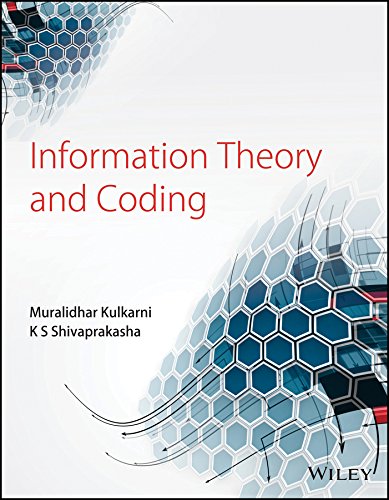 Information Theory
and Coding
Muralidhar Kulkarni
K S Shivaprakasha
WILEY